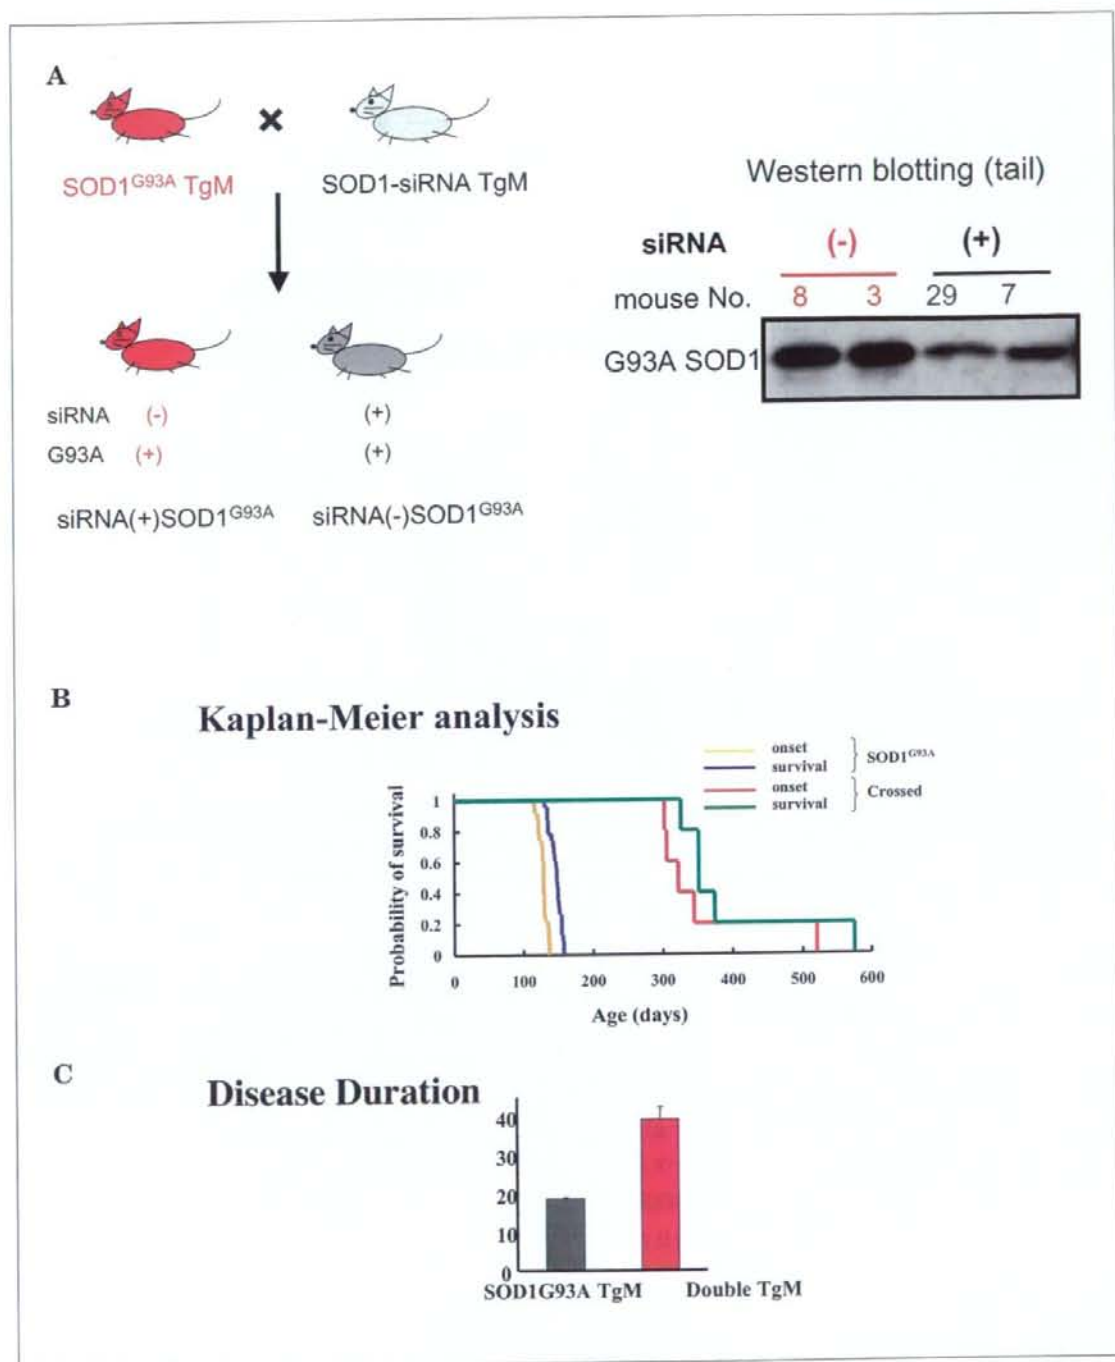 A
×
SOD1G93A TgM
SOD1-siRNA TgM
siRNA (-) (+)
G93A (+) (+)
siRNA(+)SOD1G93A siRNA(-)SOD1G93A
Western blotting (tail)
siRNA (-) (+)
mouse No. 8 3 29 7
G93A SOD1
B
Kaplan-Meier analysis
onset
survival
SOD1G93A
onset
survival
Crossed
Probability of survival
1
0.8
0.6
0.4
0.2
0
0 100 200 300 400 500 600
Age (days)
C
Disease Duration
40
30
20
10
0
SOD1G93A TgM Double TgM